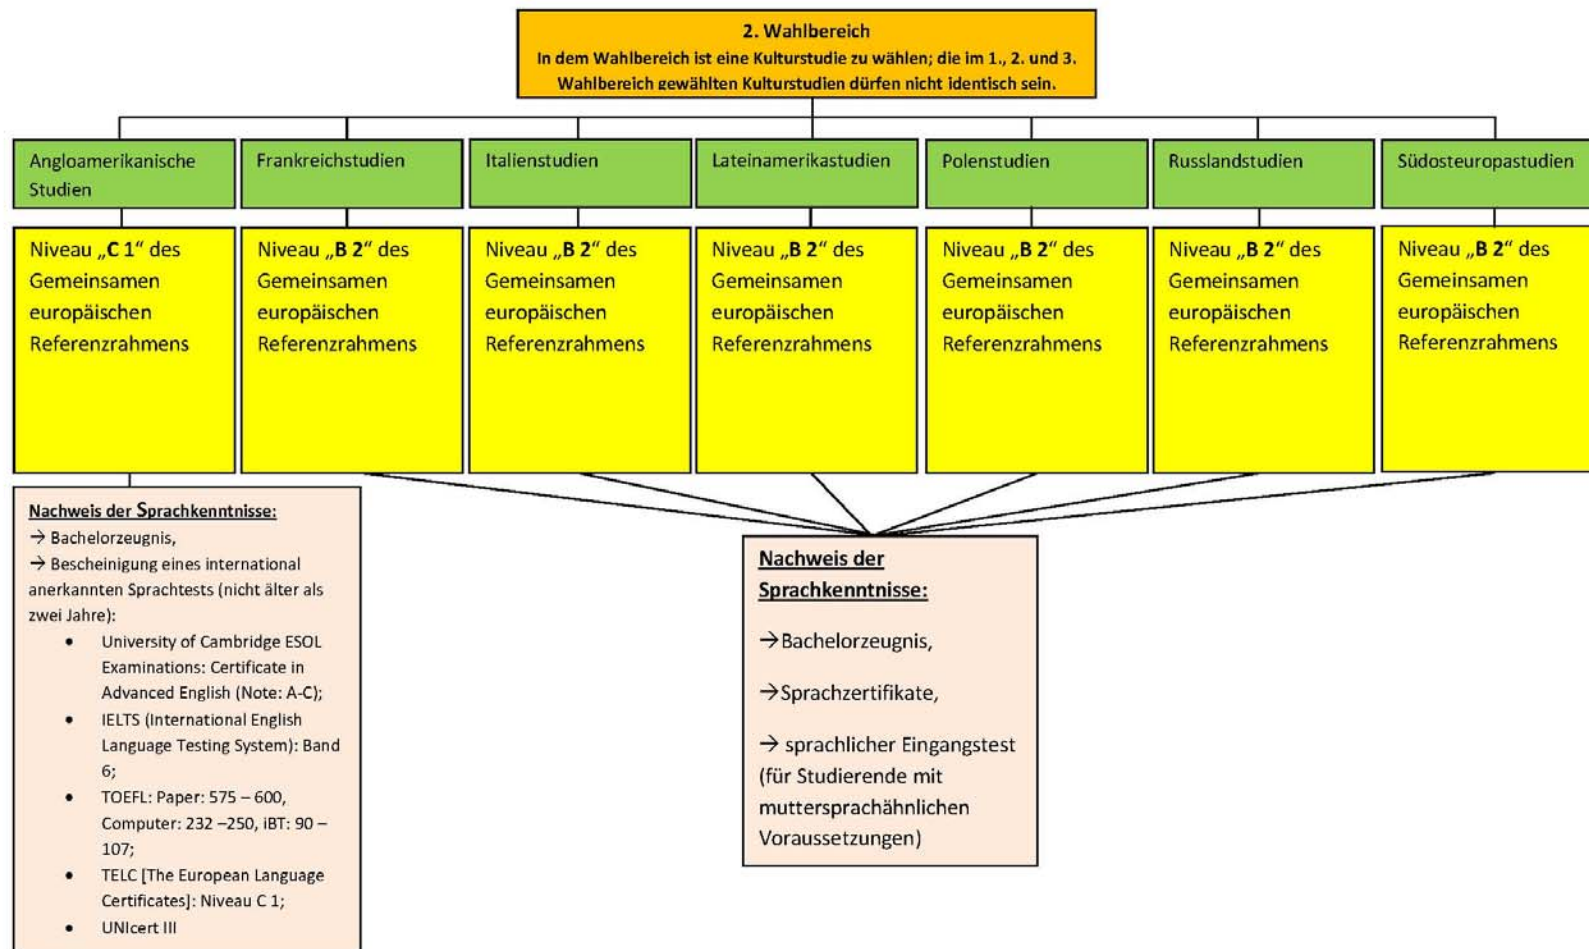 2. Wahlbereich
In dem Wahlbereich ist eine Kulturstudie zu wählen; die im 1., 2. und 3.
Wahlbereich gewählten Kulturstudien dürfen nicht identisch sein.
Angloamerikanische
Studien
Frankreichstudien
Italienstudien
Lateinamerikastudien
Polenstudien
Russlandstudien
Südosteuropastudien
Niveau „C 1“ des
Gemeinsamen
europäischen
Referenzrahmens
Niveau „B 2“ des
Gemeinsamen
europäischen
Referenzrahmens
Niveau „B 2“ des
Gemeinsamen
europäischen
Referenzrahmens
Niveau „B 2“ des
Gemeinsamen
europäischen
Referenzrahmens
Niveau „B 2“ des
Gemeinsamen
europäischen
Referenzrahmens
Niveau „B 2“ des
Gemeinsamen
europäischen
Referenzrahmens
Niveau „B 2“ des
Gemeinsamen
europäischen
Referenzrahmens
Nachweis der Sprachkenntnisse:
→ Bachelorzeugnis,
→ Bescheinigung eines international
anerkannten Sprachtests (nicht älter als
zwei Jahre):
• University of Cambridge ESOL
Examinations: Certificate in
Advanced English (Note: A-C);
• IELTS (International English
Language Testing System): Band
6;
• TOEFL: Paper: 575 – 600,
Computer: 232 –250, iBT: 90 –
107;
• TELC [The European Language
Certificates]: Niveau C 1;
• UNIcert III
Nachweis der
Sprachkenntnisse:
→Bachelorzeugnis,
→Sprachzertifikate,
→ sprachlicher Eingangstest
(für Studierende mit
muttersprachähnlichen
Voraussetzungen)